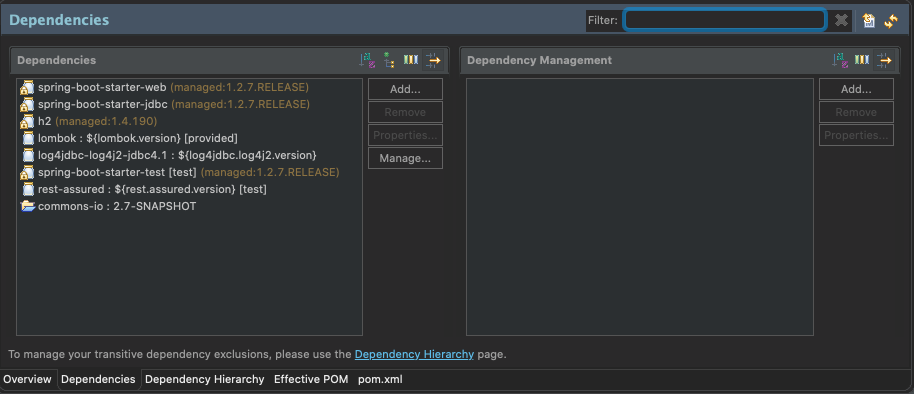 Dependencies
Filter:
Dependencies
Dependency Management
spring-boot-starter-web (managed:1.2.7.RELEASE)
spring-boot-starter-jdbc (managed:1.2.7.RELEASE)
h2 (managed:1.4.190)
lombok : ${lombok.version} [provided]
log4jdbc-log4j2-jdbc4.1 : ${log4jdbc.log4j2.version}
spring-boot-starter-test [test] (managed:1.2.7.RELEASE)
rest-assured : ${rest.assured.version} [test]
commons-io : 2.7-SNAPSHOT
Add...
Remove
Properties...
Manage...
Add...
Remove
Properties...
To manage your transitive dependency exclusions, please use the Dependency Hierarchy page.
Overview Dependencies Dependency Hierarchy Effective POM pom.xml